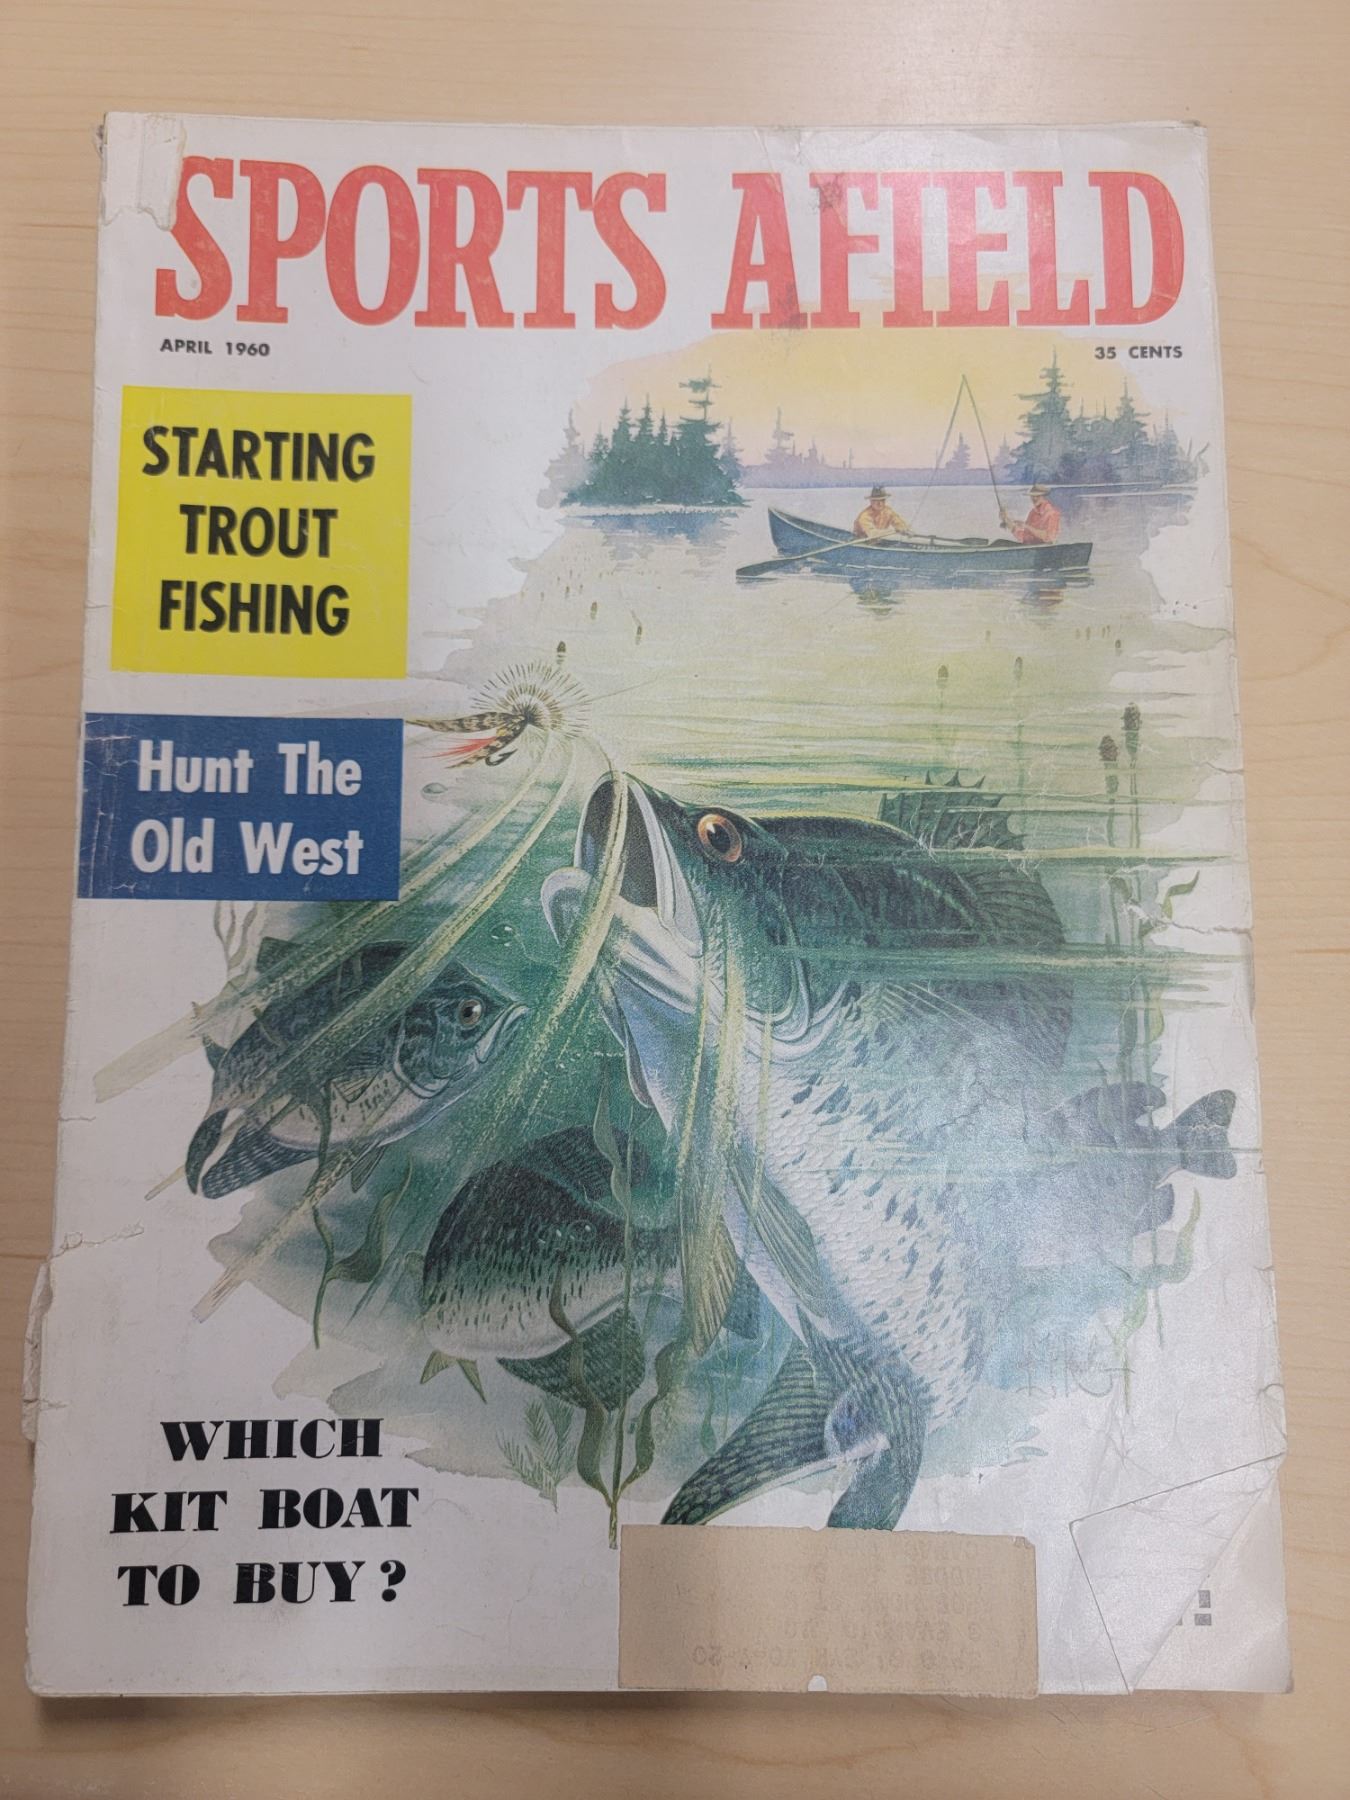 SPORTS AFIELD
APRIL 1960
35 CENTS
STARTING
TROUT
FISHING
Hunt The
Old West
WHICH
KIT BOAT
TO BUY?